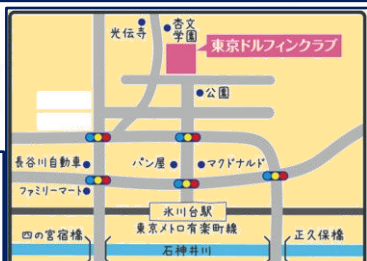 光伝寺
杏文
学園
東京ドルフィンクラブ
公園
長谷川自動車
パン屋
マクドナルド
ファミリーマート
氷川台駅
東京メトロ有楽町線
四の宮宿橋
正久保橋
石神井川